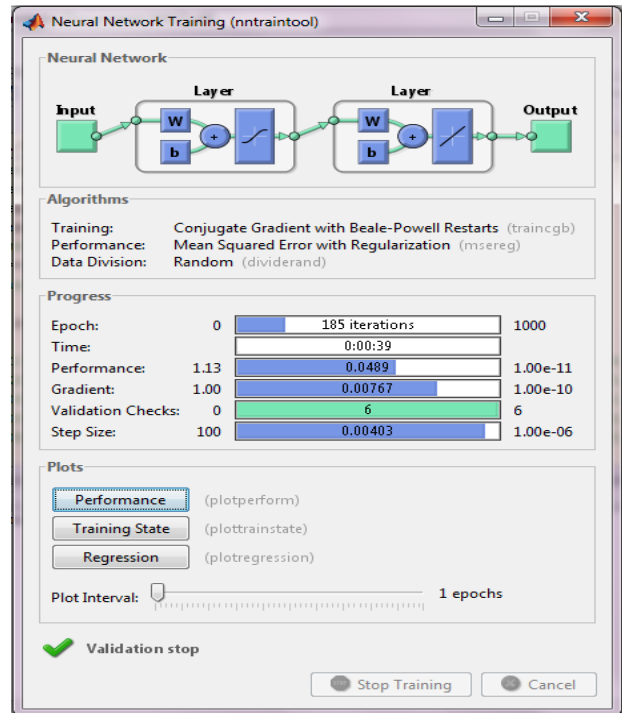 Neural Network Training (nntraintool)
Neural Network
Layer Layer
Input Output
W W
+ +
b b
Algorithms
Training: Conjugate Gradient with Beale-Powell Restarts (traincgb)
Performance: Mean Squared Error with Regularization (msereg)
Data Division: Random (dividerand)
Progress
Epoch: 0 185 iterations 1000
Time: 0:00:39
Performance: 1.13 0.0489 1.00e-11
Gradient: 1.00 0.00767 1.00e-10
Validation Checks: 0 6 6
Step Size: 100 0.00403 1.00e-06
Plots
Performance (plotperform)
Training State (plottrainstate)
Regression (plotregression)
Plot Interval: 1 epochs
Validation stop
Stop Training Cancel